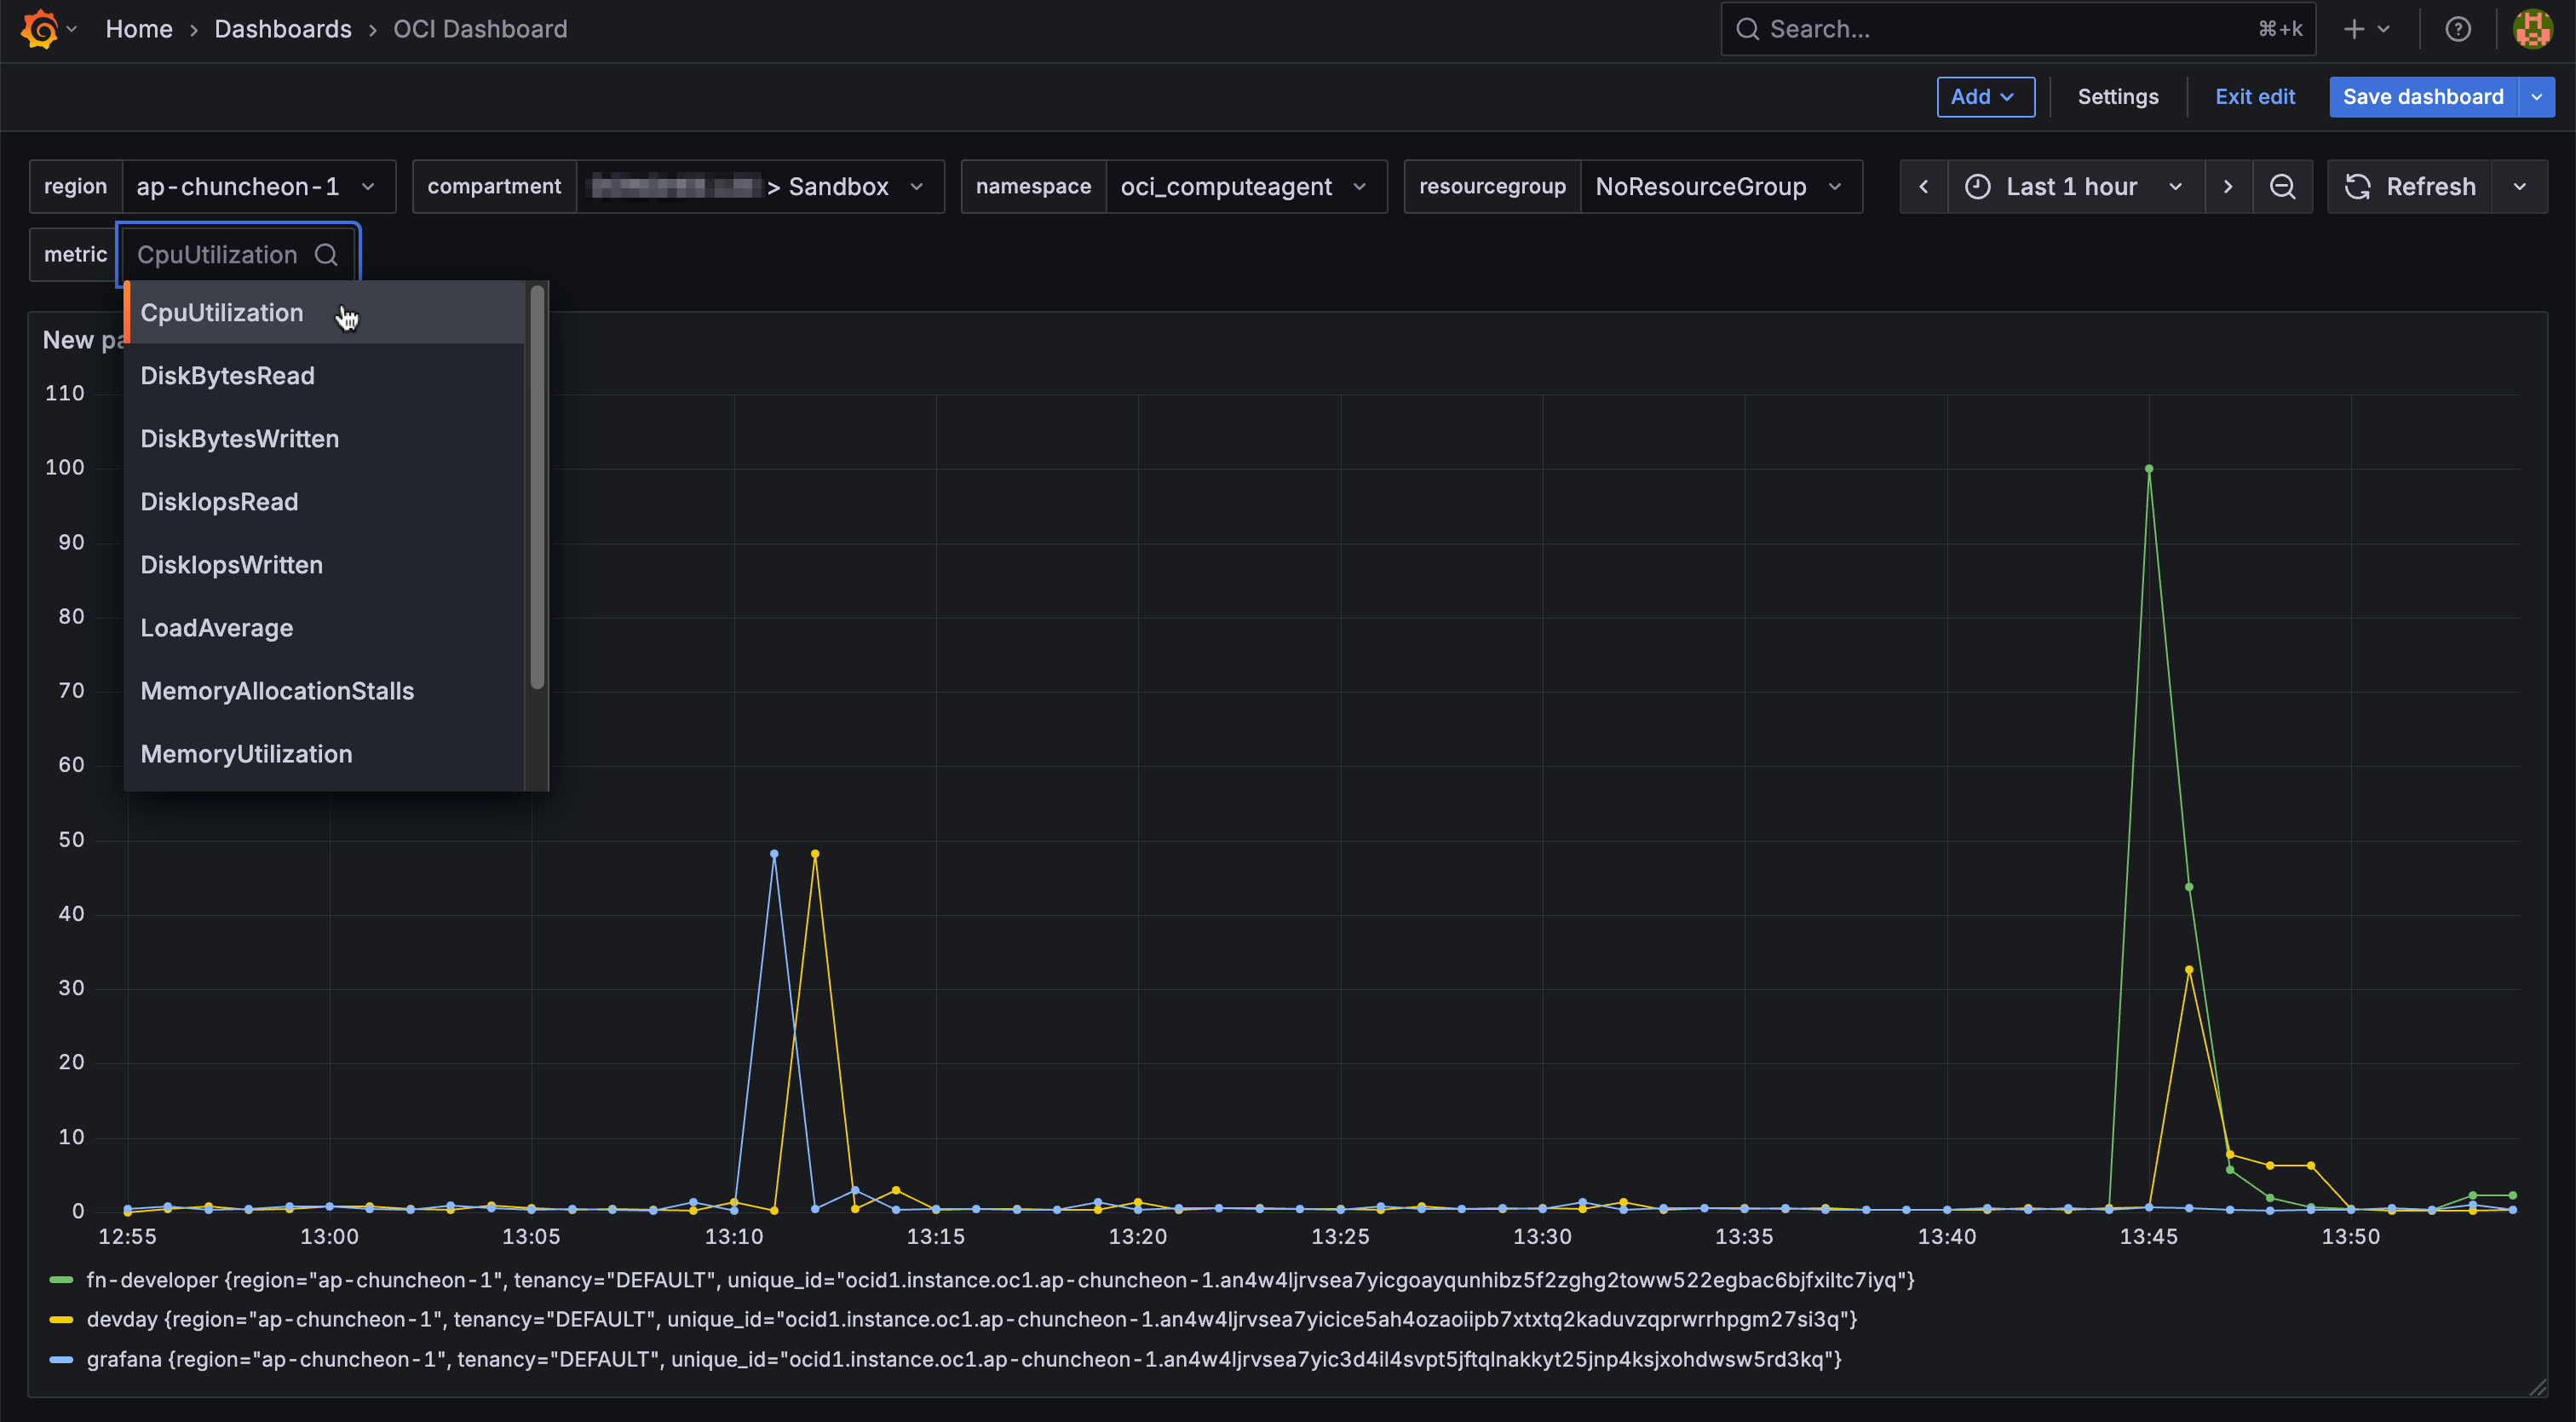 Home › Dashboards › OCI Dashboard
Search...
⌘+k
Add
Settings
Exit edit
Save dashboard
region
ap-chuncheon-1
compartment
> Sandbox
namespace
oci_computeagent
resourcegroup
NoResourceGroup
Last 1 hour
Refresh
metric
CpuUtilization
CpuUtilization
DiskBytesRead
DiskBytesWritten
DiskIopsRead
DiskIopsWritten
LoadAverage
MemoryAllocationStalls
MemoryUtilization
New pa
110
100
90
80
70
60
50
40
30
20
10
0
12:55
13:00
13:05
13:10
13:15
13:20
13:25
13:30
13:35
13:40
13:45
13:50
fn-developer {region="ap-chuncheon-1", tenancy="DEFAULT", unique_id="ocid1.instance.oc1.ap-chuncheon-1.an4w4ljrvsea7yicgoayqunhibz5f2zghg2toww522egbac6bjfxiltc7iyq"}
devday {region="ap-chuncheon-1", tenancy="DEFAULT", unique_id="ocid1.instance.oc1.ap-chuncheon-1.an4w4ljrvsea7yicice5ah4ozaoiipb7xtxtq2kaduvzqprwrrhpgm27si3q"}
grafana {region="ap-chuncheon-1", tenancy="DEFAULT", unique_id="ocid1.instance.oc1.ap-chuncheon-1.an4w4ljrvsea7yic3d4il4svpt5jftqlnakkyt25jnp4ksjxohdwsw5rd3kq"}